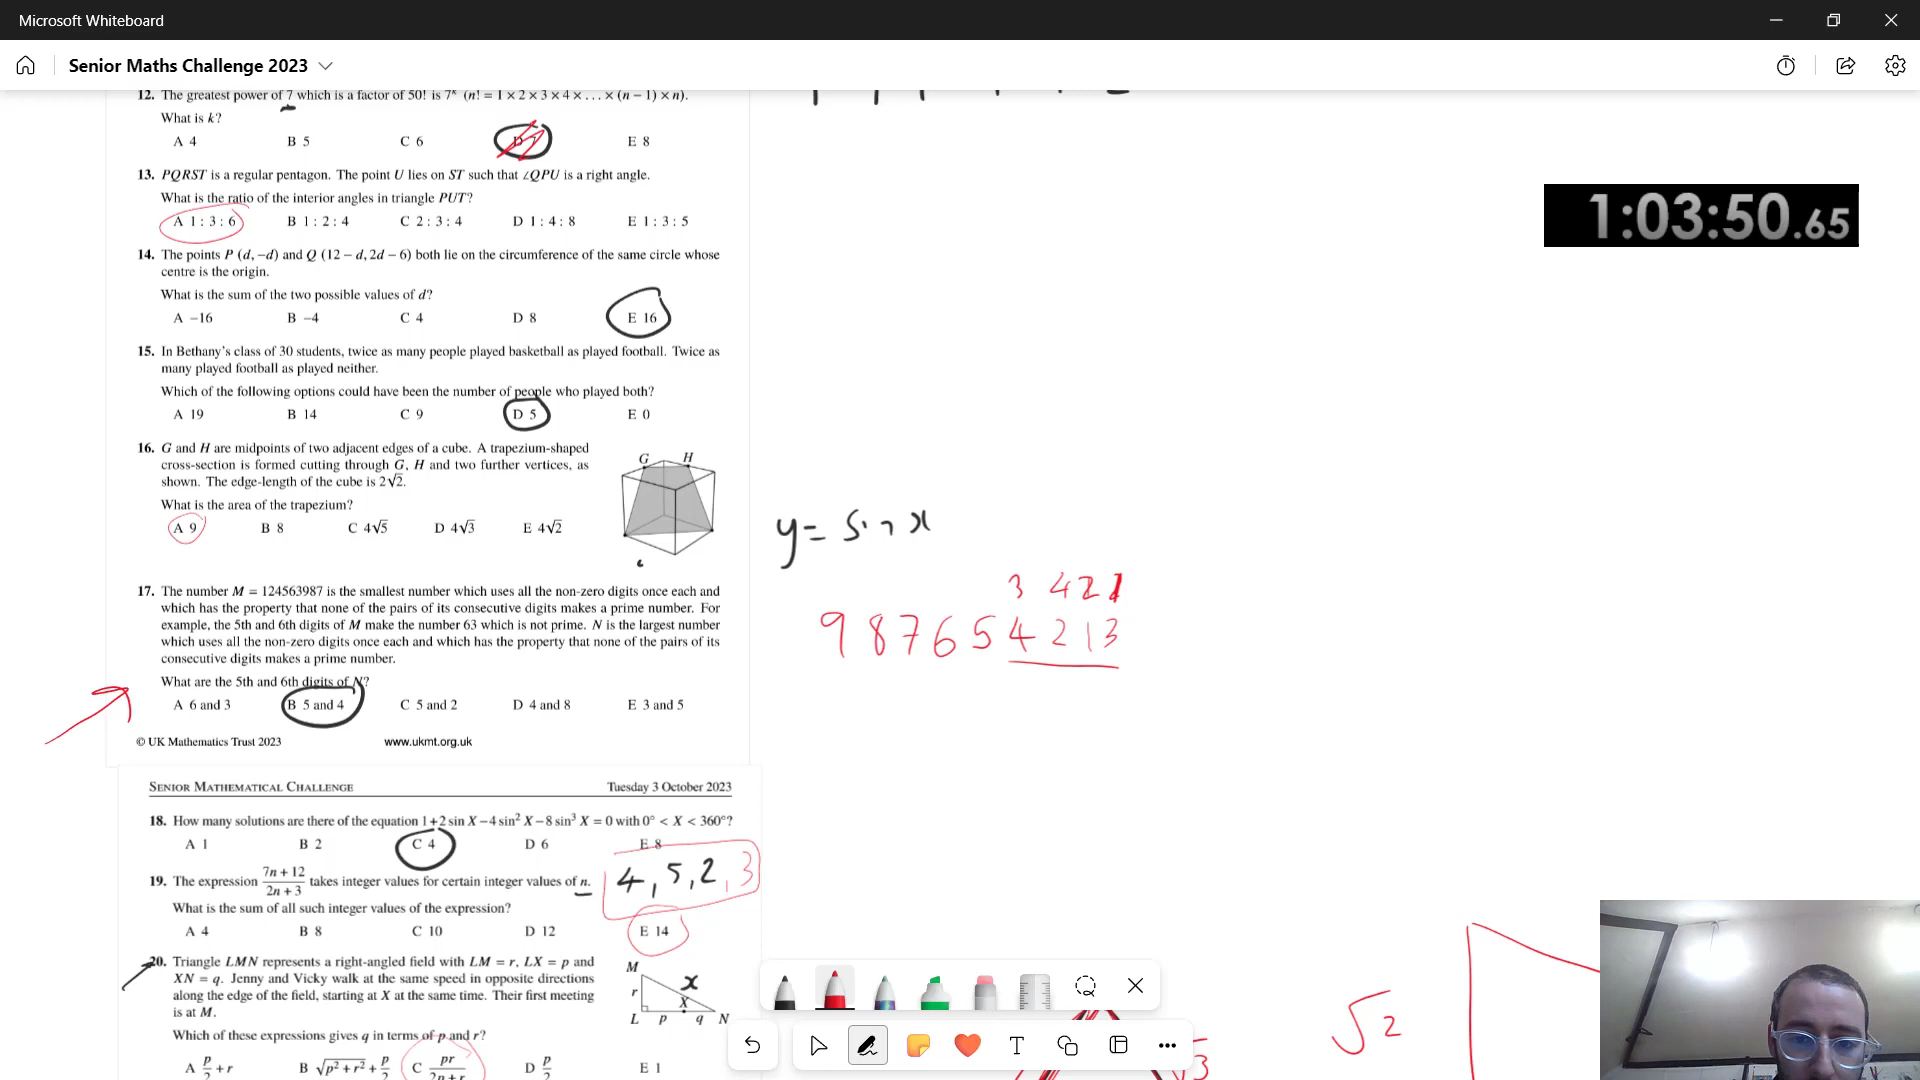 Microsoft Whiteboard
Senior Maths Challenge 2023
12. The greatest power of 7 which is a factor of 50! is 7ᵏ (n! = 1 × 2 × 3 × 4 × . . . × (n − 1) × n).
What is k?
A 4 B 5 C 6 D 7 E 8
13. PQRST is a regular pentagon. The point U lies on ST such that ∠QPU is a right angle.
What is the ratio of the interior angles in triangle PUT?
A 1 : 3 : 6 B 1 : 2 : 4 C 2 : 3 : 4 D 1 : 4 : 8 E 1 : 3 : 5
1:03:50.65
14. The points P (d, −d) and Q (12 − d, 2d − 6) both lie on the circumference of the same circle whose
centre is the origin.
What is the sum of the two possible values of d?
A −16 B −4 C 4 D 8 E 16
15. In Bethany's class of 30 students, twice as many people played basketball as played football. Twice as
many played football as played neither.
Which of the following options could have been the number of people who played both?
A 19 B 14 C 9 D 5 E 0
16. G and H are midpoints of two adjacent edges of a cube. A trapezium-shaped
cross-section is formed cutting through G, H and two further vertices, as
shown. The edge-length of the cube is 2√2.
What is the area of the trapezium?
A 9 B 8 C 4√5 D 4√3 E 4√2
G H
y = sin x
3 4 2 1
9 8 7 6 5 4 2 1 3
17. The number M = 124563987 is the smallest number which uses all the non-zero digits once each and
which has the property that none of the pairs of its consecutive digits makes a prime number. For
example, the 5th and 6th digits of M make the number 63 which is not prime. N is the largest number
which uses all the non-zero digits once each and which has the property that none of the pairs of its
consecutive digits makes a prime number.
What are the 5th and 6th digits of N?
A 6 and 3 B 5 and 4 C 5 and 2 D 4 and 8 E 3 and 5
© UK Mathematics Trust 2023 www.ukmt.org.uk
SENIOR MATHEMATICAL CHALLENGE Tuesday 3 October 2023
18. How many solutions are there of the equation 1 + 2 sin X − 4 sin² X − 8 sin³ X = 0 with 0° < X < 360°?
A 1 B 2 C 4 D 6 E 8
4, 5, 2, 3
19. The expression (7n + 12)/(2n + 3) takes integer values for certain integer values of n.
What is the sum of all such integer values of the expression?
A 4 B 8 C 10 D 12 E 14
20. Triangle LMN represents a right-angled field with LM = r, LX = p and
XN = q. Jenny and Vicky walk at the same speed in opposite directions
along the edge of the field, starting at X at the same time. Their first meeting
is at M.
Which of these expressions gives q in terms of p and r?
A p/2 + r B √(p² + r²) + p/2 C pr/(2p + r) D p/2 E 1
M
x
r
X
L p q N
√2
3